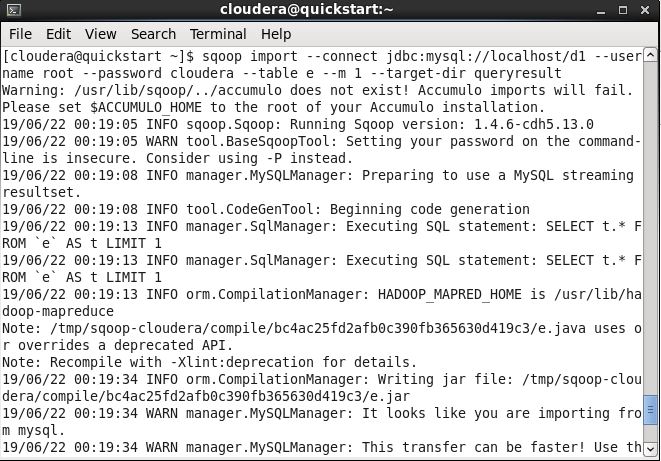 cloudera@quickstart:~
File Edit View Search Terminal Help
[cloudera@quickstart ~]$ sqoop import --connect jdbc:mysql://localhost/d1 --user
name root --password cloudera --table e --m 1 --target-dir queryresult
Warning: /usr/lib/sqoop/../accumulo does not exist! Accumulo imports will fail.
Please set $ACCUMULO_HOME to the root of your Accumulo installation.
19/06/22 00:19:05 INFO sqoop.Sqoop: Running Sqoop version: 1.4.6-cdh5.13.0
19/06/22 00:19:05 WARN tool.BaseSqoopTool: Setting your password on the command-
line is insecure. Consider using -P instead.
19/06/22 00:19:08 INFO manager.MySQLManager: Preparing to use a MySQL streaming
resultset.
19/06/22 00:19:08 INFO tool.CodeGenTool: Beginning code generation
19/06/22 00:19:13 INFO manager.SqlManager: Executing SQL statement: SELECT t.* F
ROM `e` AS t LIMIT 1
19/06/22 00:19:13 INFO manager.SqlManager: Executing SQL statement: SELECT t.* F
ROM `e` AS t LIMIT 1
19/06/22 00:19:13 INFO orm.CompilationManager: HADOOP_MAPRED_HOME is /usr/lib/ha
doop-mapreduce
Note: /tmp/sqoop-cloudera/compile/bc4ac25fd2afb0c390fb365630d419c3/e.java uses o
r overrides a deprecated API.
Note: Recompile with -Xlint:deprecation for details.
19/06/22 00:19:34 INFO orm.CompilationManager: Writing jar file: /tmp/sqoop-clou
dera/compile/bc4ac25fd2afb0c390fb365630d419c3/e.jar
19/06/22 00:19:34 WARN manager.MySQLManager: It looks like you are importing fro
m mysql.
19/06/22 00:19:34 WARN manager.MySQLManager: This transfer can be faster! Use th